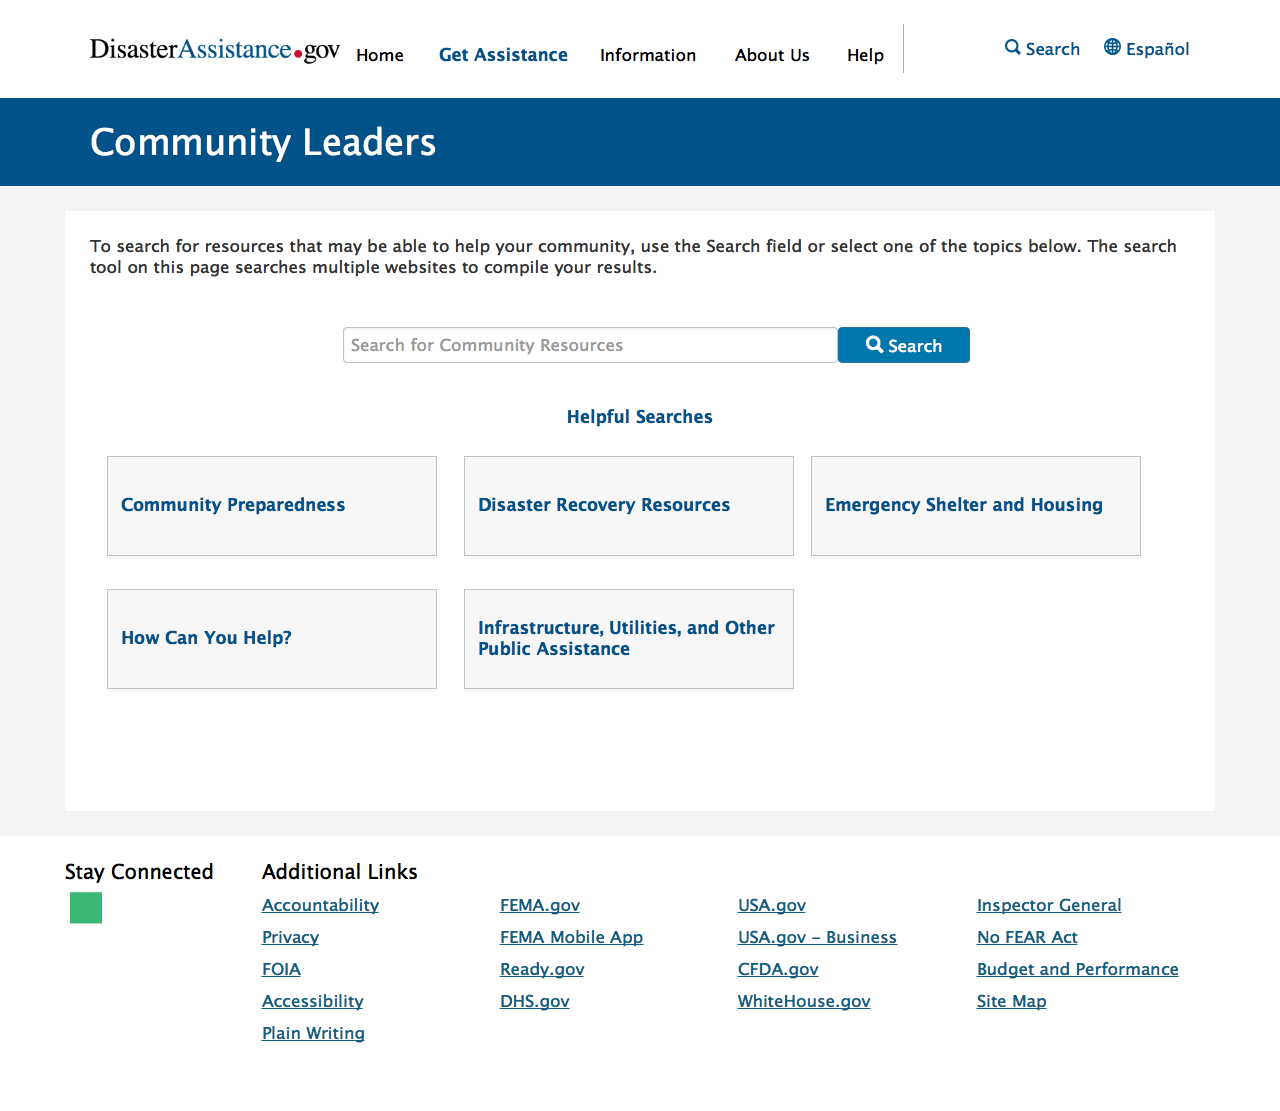 DisasterAssistance.gov
Home
Get Assistance
Information
About Us
Help
Search
Español
Community Leaders
To search for resources that may be able to help your community, use the Search field or select one of the topics below. The search
tool on this page searches multiple websites to compile your results.
Search for Community Resources
Search
Helpful Searches
Community Preparedness
Disaster Recovery Resources
Emergency Shelter and Housing
How Can You Help?
Infrastructure, Utilities, and Other
Public Assistance
Stay Connected
Additional Links
Accountability
Privacy
FOIA
Accessibility
Plain Writing
FEMA.gov
FEMA Mobile App
Ready.gov
DHS.gov
USA.gov
USA.gov – Business
CFDA.gov
WhiteHouse.gov
Inspector General
No FEAR Act
Budget and Performance
Site Map